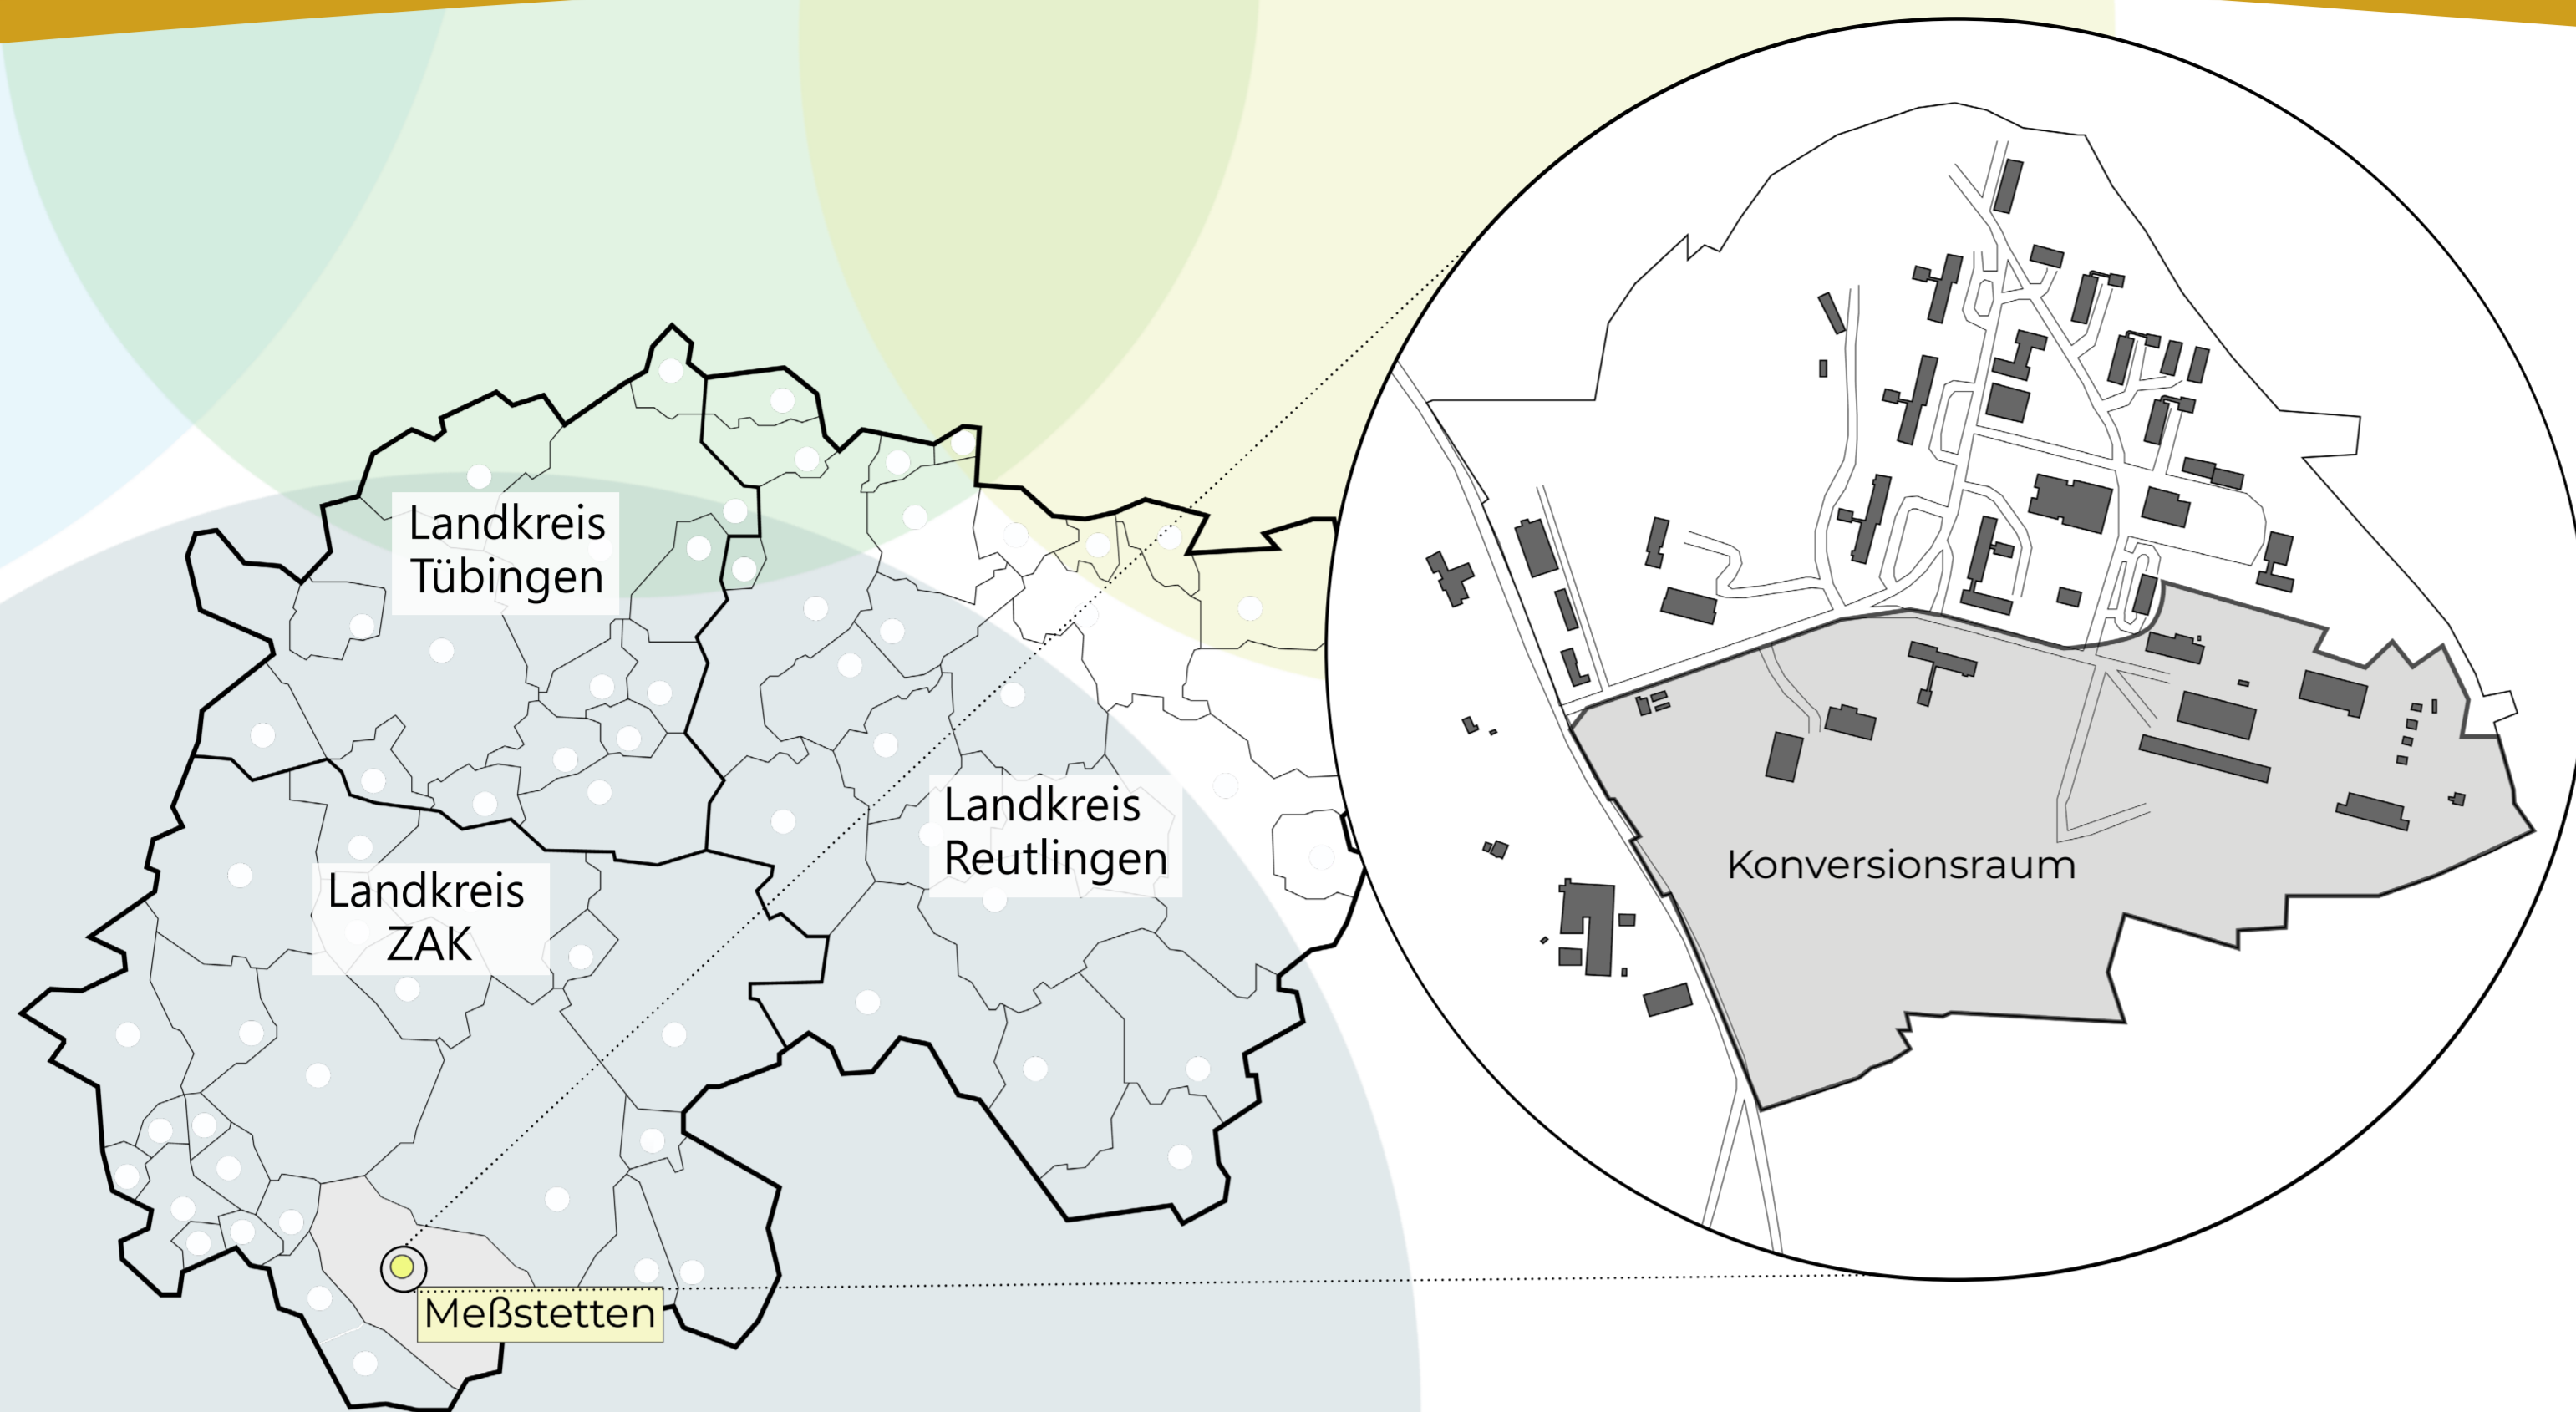 Landkreis
Tübingen
Landkreis
Reutlingen
Landkreis
ZAK
Konversionsraum
Meßstetten